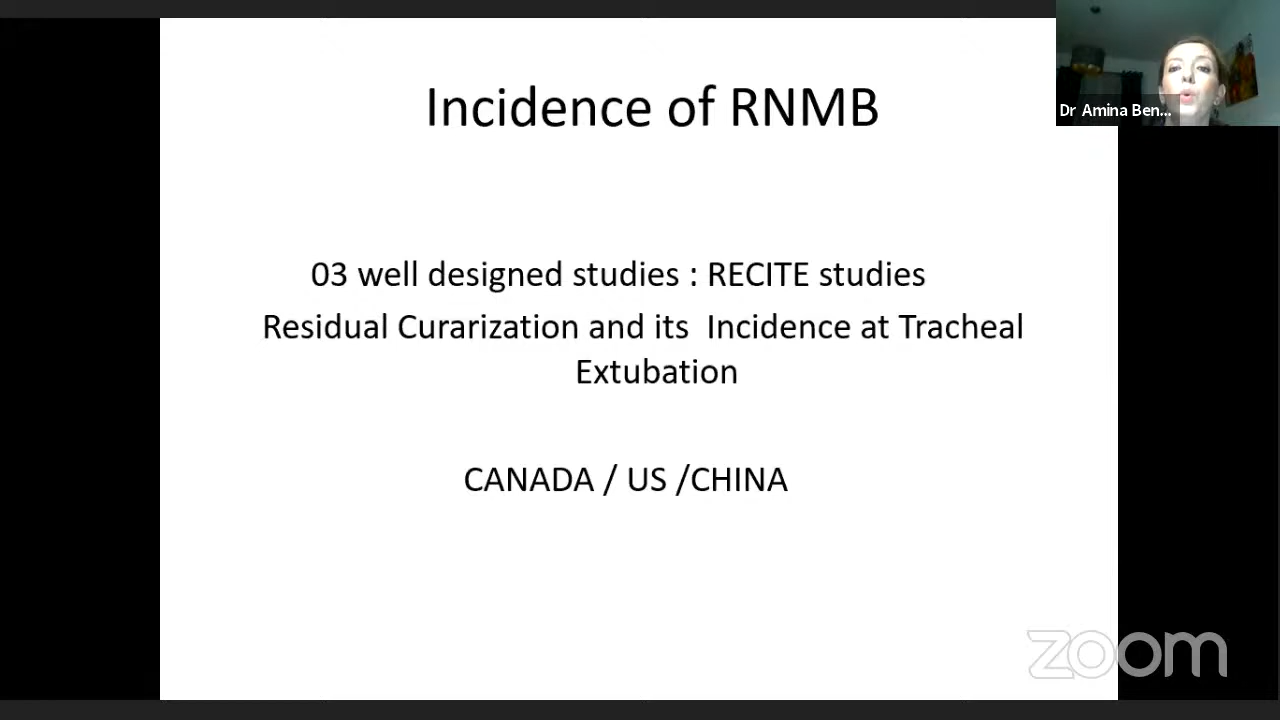 Incidence of RNMB
Dr Amina Ben...
03 well designed studies : RECITE studies
Residual Curarization and its  Incidence at Tracheal
Extubation
CANADA / US /CHINA
zoom